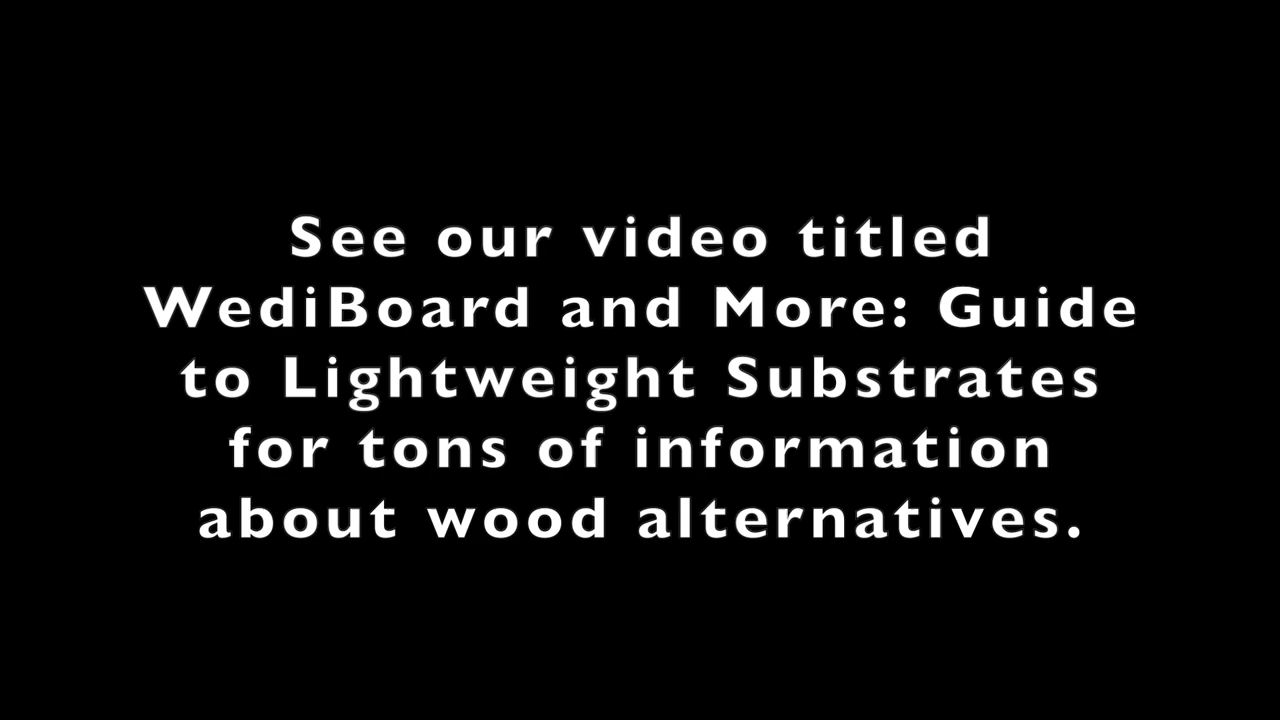 See our video titled
WediBoard and More: Guide
to Lightweight Substrates
for tons of information
about wood alternatives.